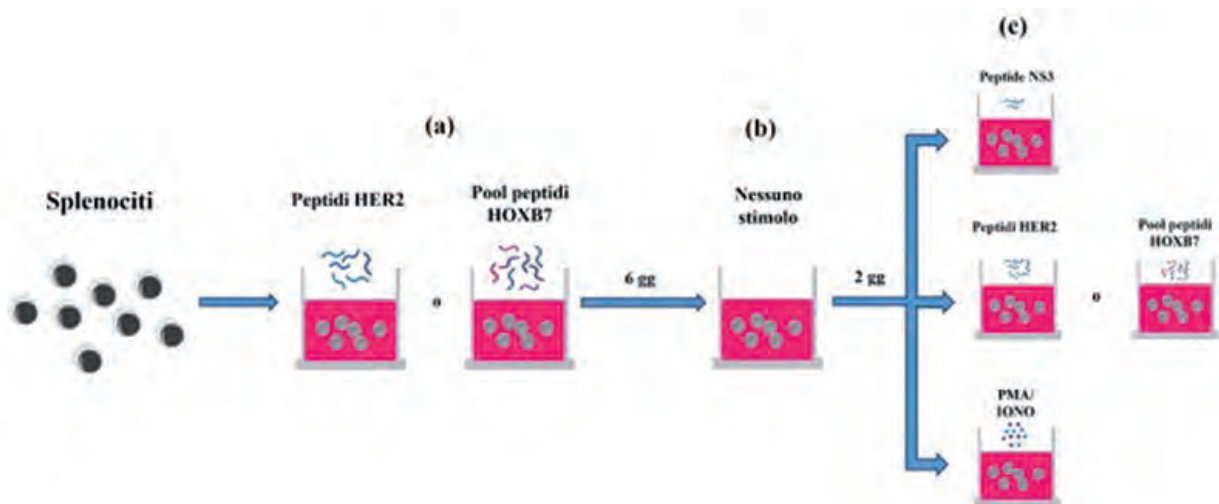 (c)
Peptide NS3
(a)
(b)
Splenociti
Peptidi HER2
Pool peptidi
HOXB7
Nessuno
stimolo
Peptidi HER2
Pool peptidi
HOXB7
o
6 gg
2 gg
o
PMA/
IONO